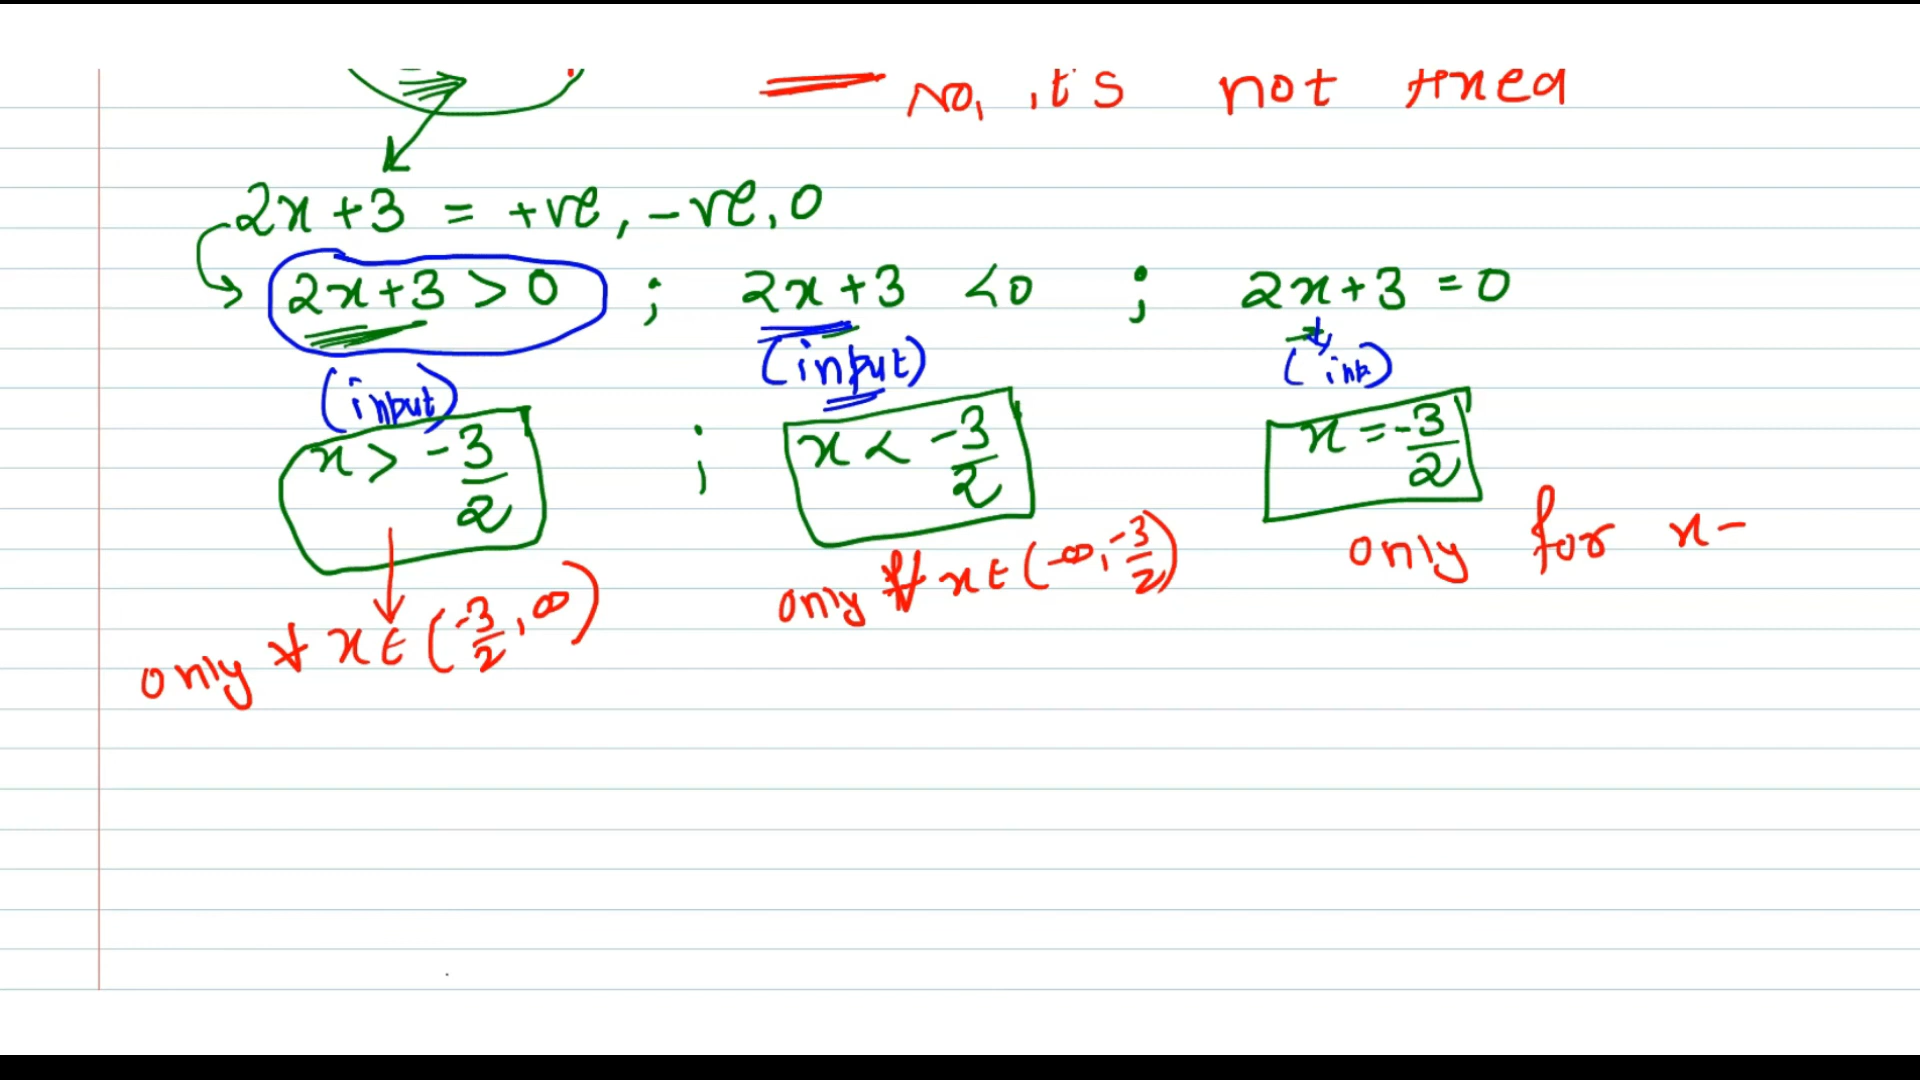 No, it's not fixed
2x+3 = +ve, -ve, 0
2x+3 > 0 ; 2x+3 < 0 ; 2x+3 = 0
(input) (input) (inp)
x > -3/2 ; x < -3/2 x = -3/2
only ∀ x ∈ (-3/2, ∞) only ∀ x ∈ (-∞, -3/2) only for x -